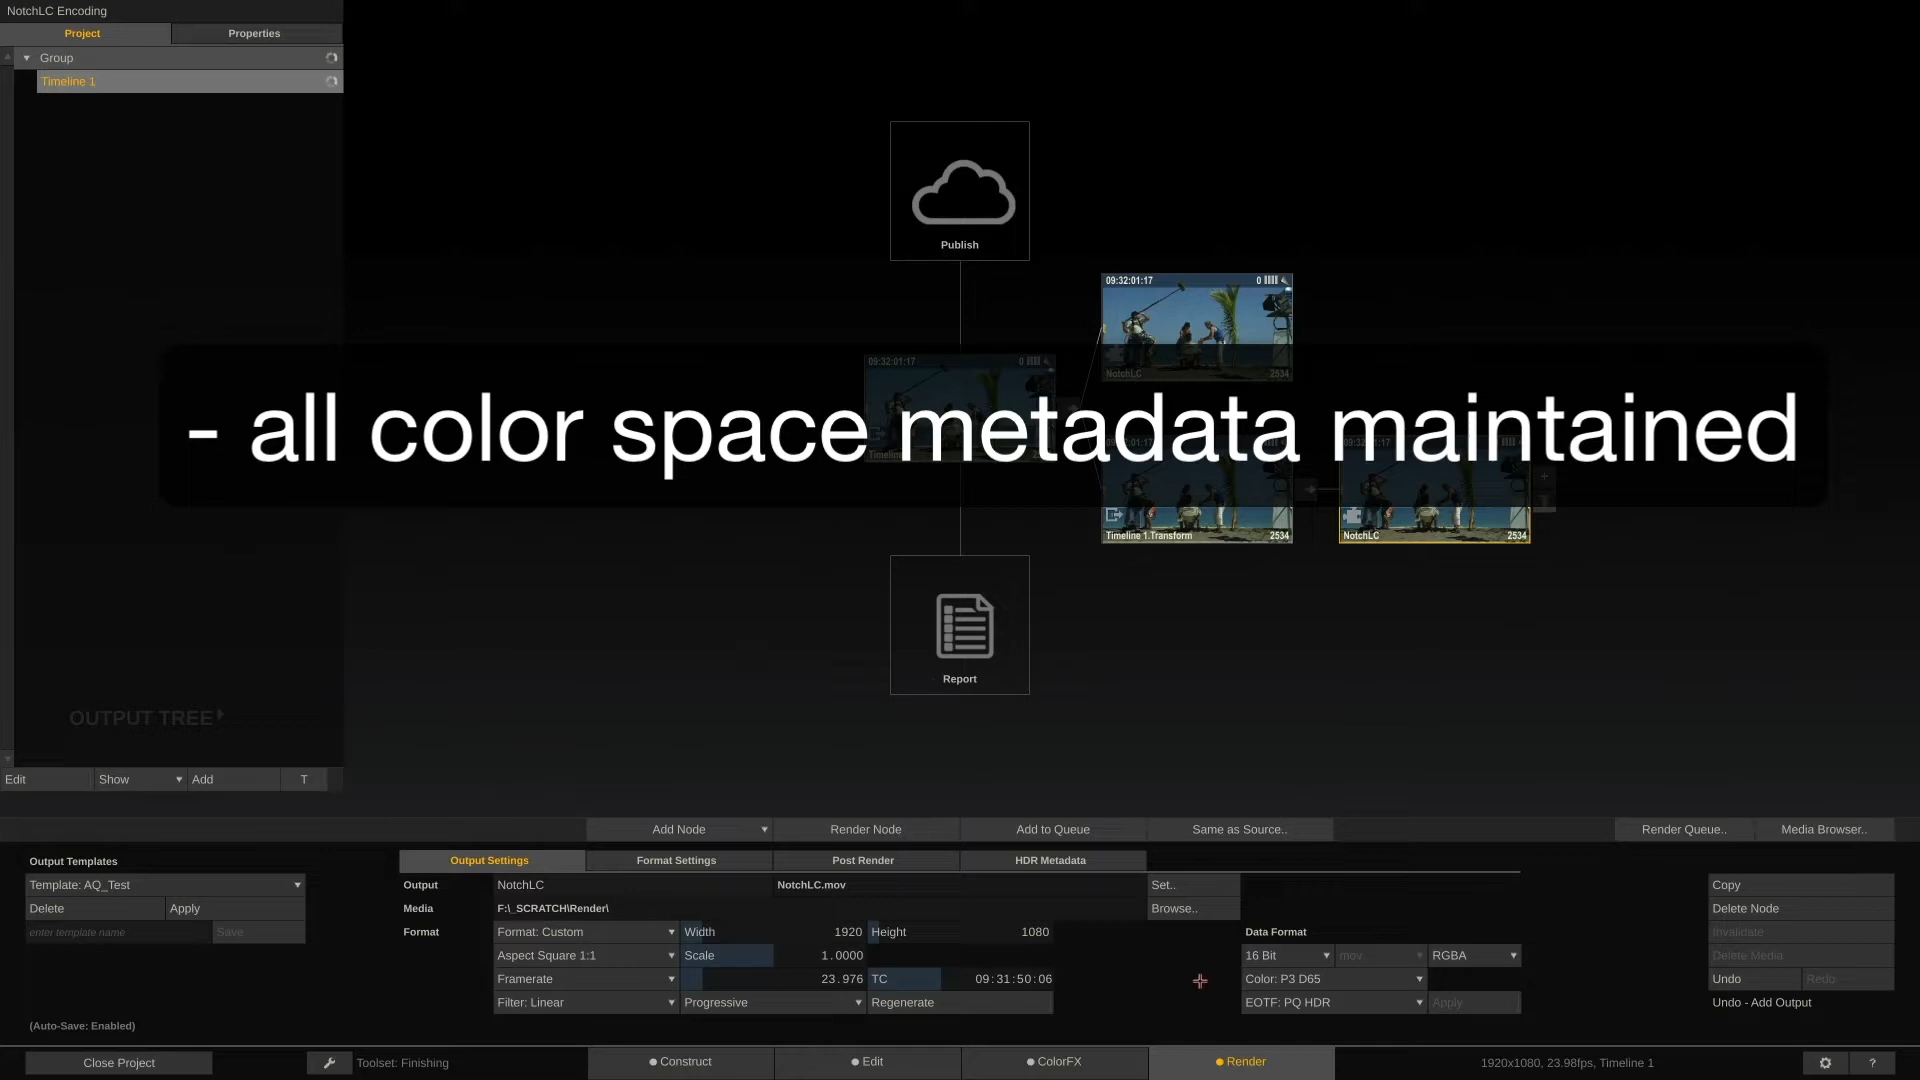 NotchLC Encoding
Project Properties
Group
Timeline 1
Publish
09:32:01:17 0
NotchLC 2534
09:32:01:17 0
- all color space metadata maintained
Timeline 1.Transform 2534
NotchLC 2534
Report
OUTPUT TREE
Edit Show Add T
Add Node Render Node Add to Queue Same as Source.. Render Queue.. Media Browser..
Output Templates
Template: AQ_Test
Delete Apply
enter template name Save
(Auto-Save: Enabled)
Output Settings Format Settings Post Render HDR Metadata
Output NotchLC NotchLC.mov Set..
Media F:\_SCRATCH\Render\ Browse..
Format Format: Custom Width 1920 Height 1080 Data Format
Aspect Square 1:1 Scale 1.0000 16 Bit mov RGBA
Framerate 23.976 TC 09:31:50:06 Color: P3 D65
Filter: Linear Progressive Regenerate EOTF: PQ HDR Apply
Copy
Delete Node
Invalidate
Delete Media
Undo Redo
Undo - Add Output
Close Project Toolset: Finishing Construct Edit ColorFX Render 1920x1080, 23.98fps, Timeline 1 ?